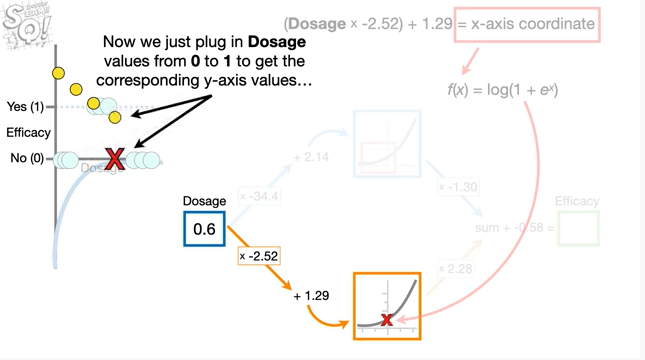 SQ!
(Dosage x -2.52) + 1.29 = x-axis coordinate
Now we just plug in Dosage
values from 0 to 1 to get the
corresponding y-axis values...
f(x) = log(1 + eˣ)
Yes (1)
Efficacy
No (0)
Dosage
+ 2.14
x -34.4
x -1.30
Dosage
0.6
Efficacy
sum + -0.58 =
x -2.52
x 2.28
+ 1.29